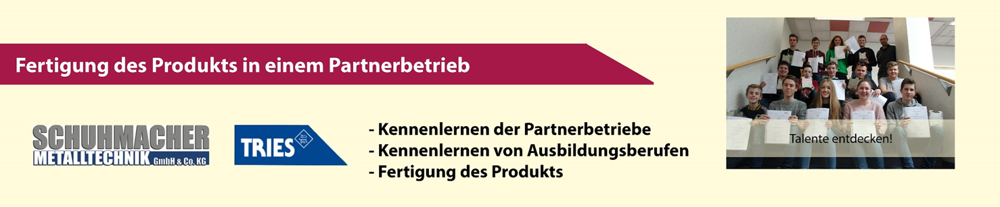 Fertigung des Produkts in einem Partnerbetrieb
SCHUHMACHER
METALLTECHNIK GmbH & Co. KG
TRIES
- Kennenlernen der Partnerbetriebe
- Kennenlernen von Ausbildungsberufen
- Fertigung des Produkts
Talente entdecken!